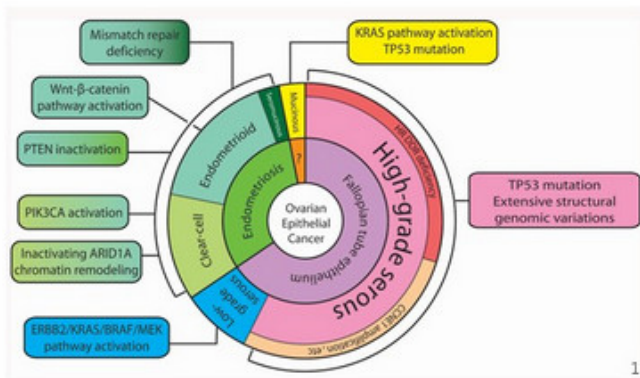 Mismatch repair
deficiency
KRAS pathway activation
TP53 mutation
Wnt-β-catenin
pathway activation
PTEN inactivation
PIK3CA activation
Inactivating ARID1A
chromatin remodeling
ERBB2/KRAS/BRAF/MEK
pathway activation
TP53 mutation
Extensive structural
genomic variations
Endometrioid
Seromucinous
Mucinous
HR DDR deficiency
High-grade serous
CCNE1 amplification, etc
Low-
grade
serous
Clear-cell
Endometriosis
?
Fallopian tube epithelium
Ovarian
Epithelial
Cancer
1